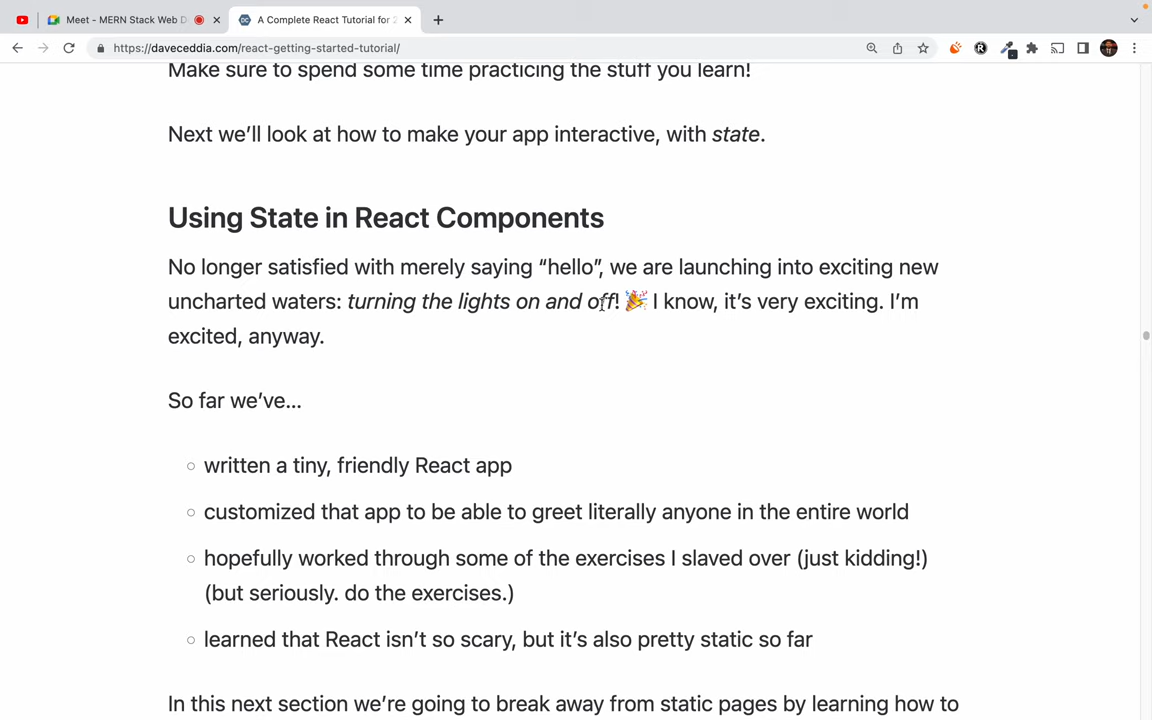 Meet - MERN Stack Web D
A Complete React Tutorial for 2
https://daveceddia.com/react-getting-started-tutorial/
Make sure to spend some time practicing the stuff you learn!
Next we’ll look at how to make your app interactive, with state.
Using State in React Components
No longer satisfied with merely saying “hello”, we are launching into exciting new
uncharted waters: turning the lights on and off! 🎉 I know, it’s very exciting. I’m
excited, anyway.
So far we’ve…
written a tiny, friendly React app
customized that app to be able to greet literally anyone in the entire world
hopefully worked through some of the exercises I slaved over (just kidding!)
(but seriously. do the exercises.)
learned that React isn’t so scary, but it’s also pretty static so far
In this next section we’re going to break away from static pages by learning how to